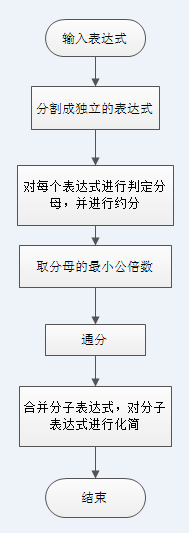 输入表达式
分割成独立的表达式
对每个表达式进行判定分
母，并进行约分
取分母的最小公倍数
通分
合并分子表达式，对分子
表达式进行化简
结束